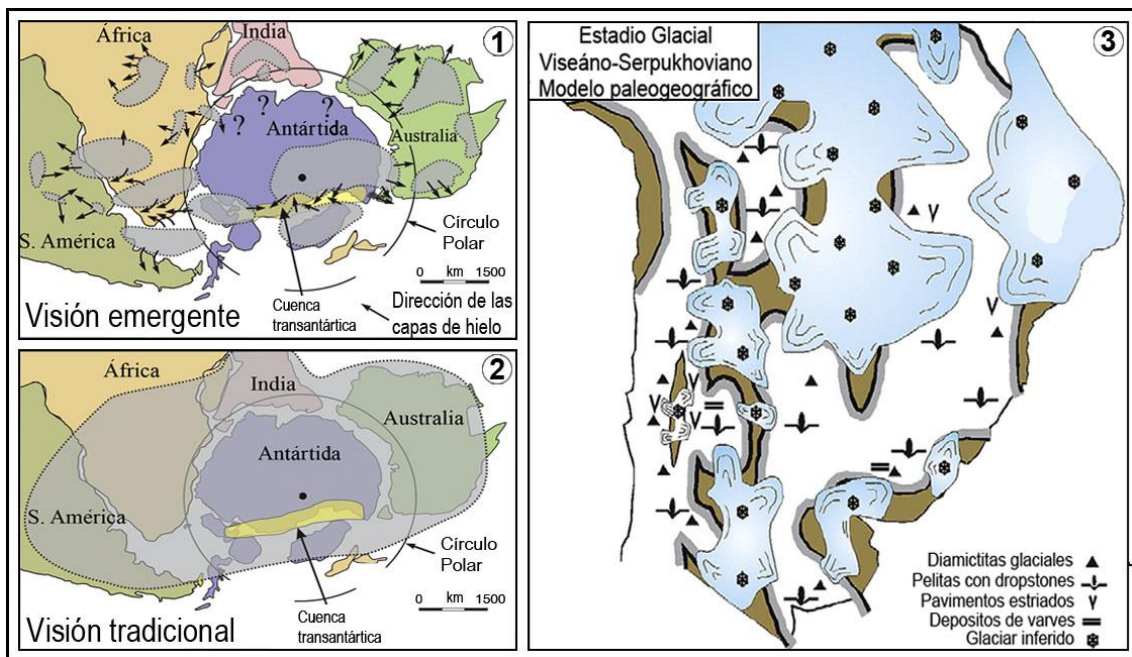 1
África
India
?
?
?
Antártida
Australia
S. América
Círculo
Polar
0 km 1500
Cuenca
transantártica
Dirección de las
capas de hielo
Visión emergente
2
África
India
Australia
Antártida
S. América
Círculo
Polar
0 km 1500
Cuenca
transantártica
Visión tradicional
3
Estadio Glacial
Viseáno-Serpukhoviano
Modelo paleogeográfico
Diamictitas glaciales
Pelitas con dropstones
Pavimentos estriados
Depositos de varves
Glaciar inferido